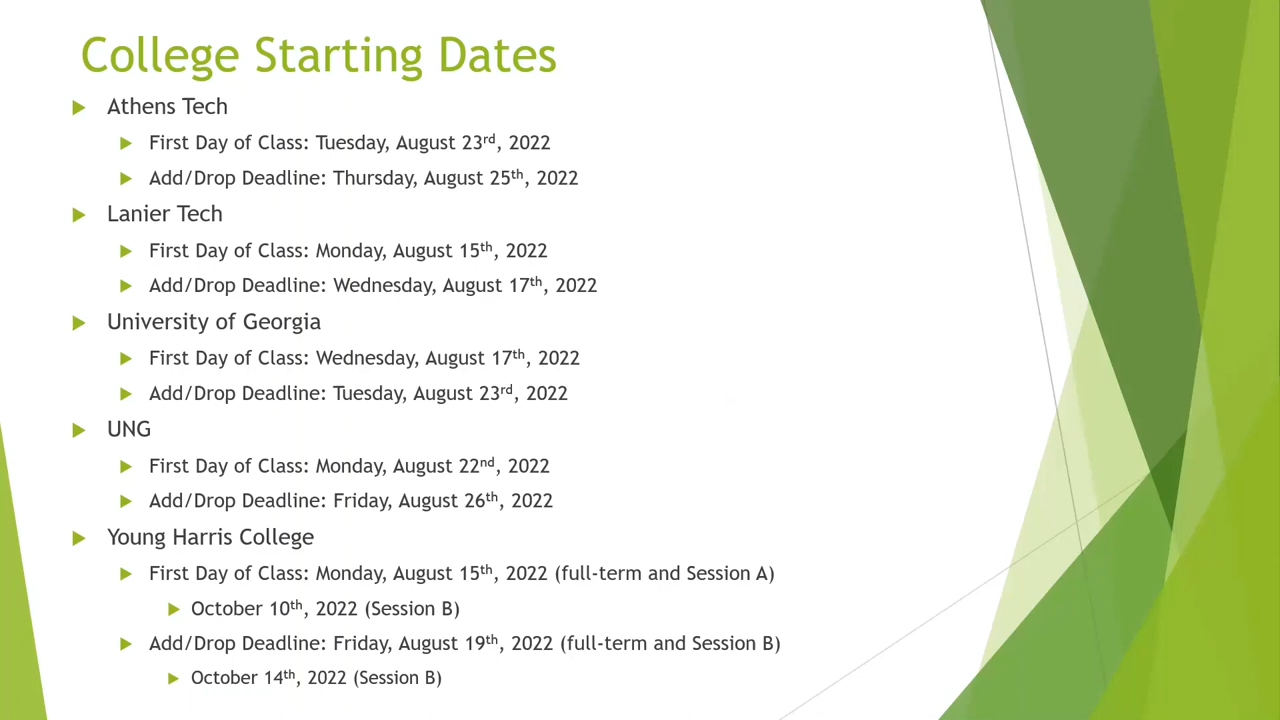 College Starting Dates
Athens Tech
First Day of Class: Tuesday, August 23rd, 2022
Add/Drop Deadline: Thursday, August 25th, 2022
Lanier Tech
First Day of Class: Monday, August 15th, 2022
Add/Drop Deadline: Wednesday, August 17th, 2022
University of Georgia
First Day of Class: Wednesday, August 17th, 2022
Add/Drop Deadline: Tuesday, August 23rd, 2022
UNG
First Day of Class: Monday, August 22nd, 2022
Add/Drop Deadline: Friday, August 26th, 2022
Young Harris College
First Day of Class: Monday, August 15th, 2022 (full-term and Session A)
October 10th, 2022 (Session B)
Add/Drop Deadline: Friday, August 19th, 2022 (full-term and Session B)
October 14th, 2022 (Session B)